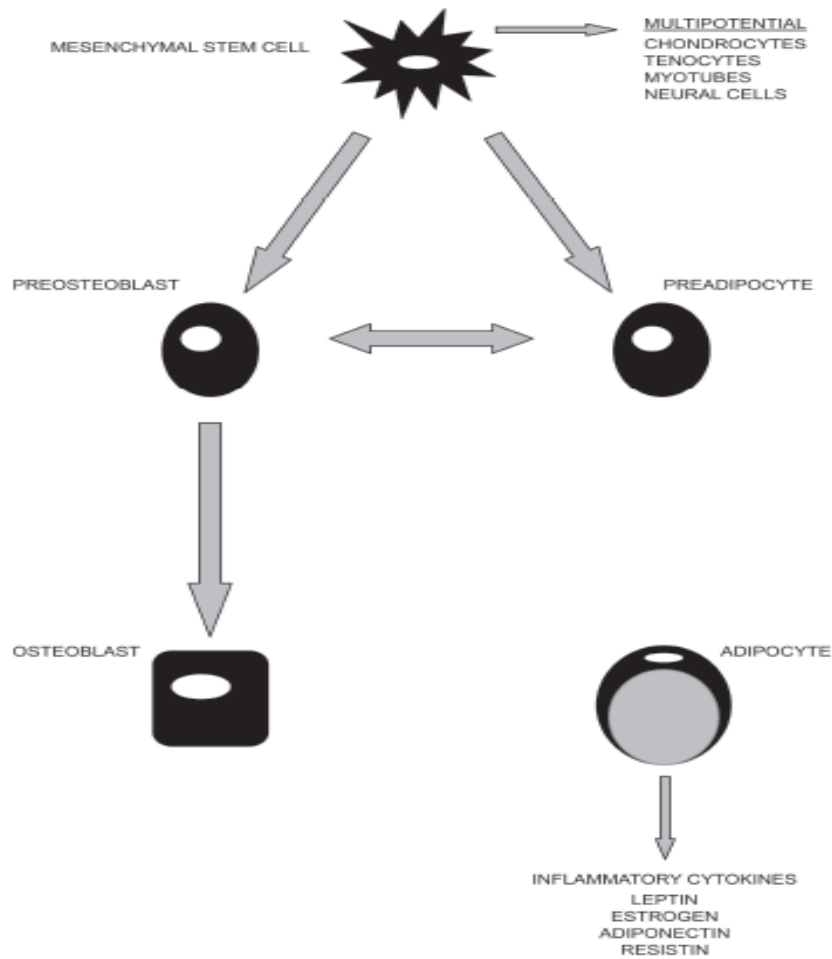 MESENCHYMAL STEM CELL
MULTIPOTENTIAL
CHONDROCYTES
TENOCYTES
MYOTUBES
NEURAL CELLS
PREOSTEOBLAST
PREADIPOCYTE
OSTEOBLAST
ADIPOCYTE
INFLAMMATORY CYTOKINES
LEPTIN
ESTROGEN
ADIPONECTIN
RESISTIN